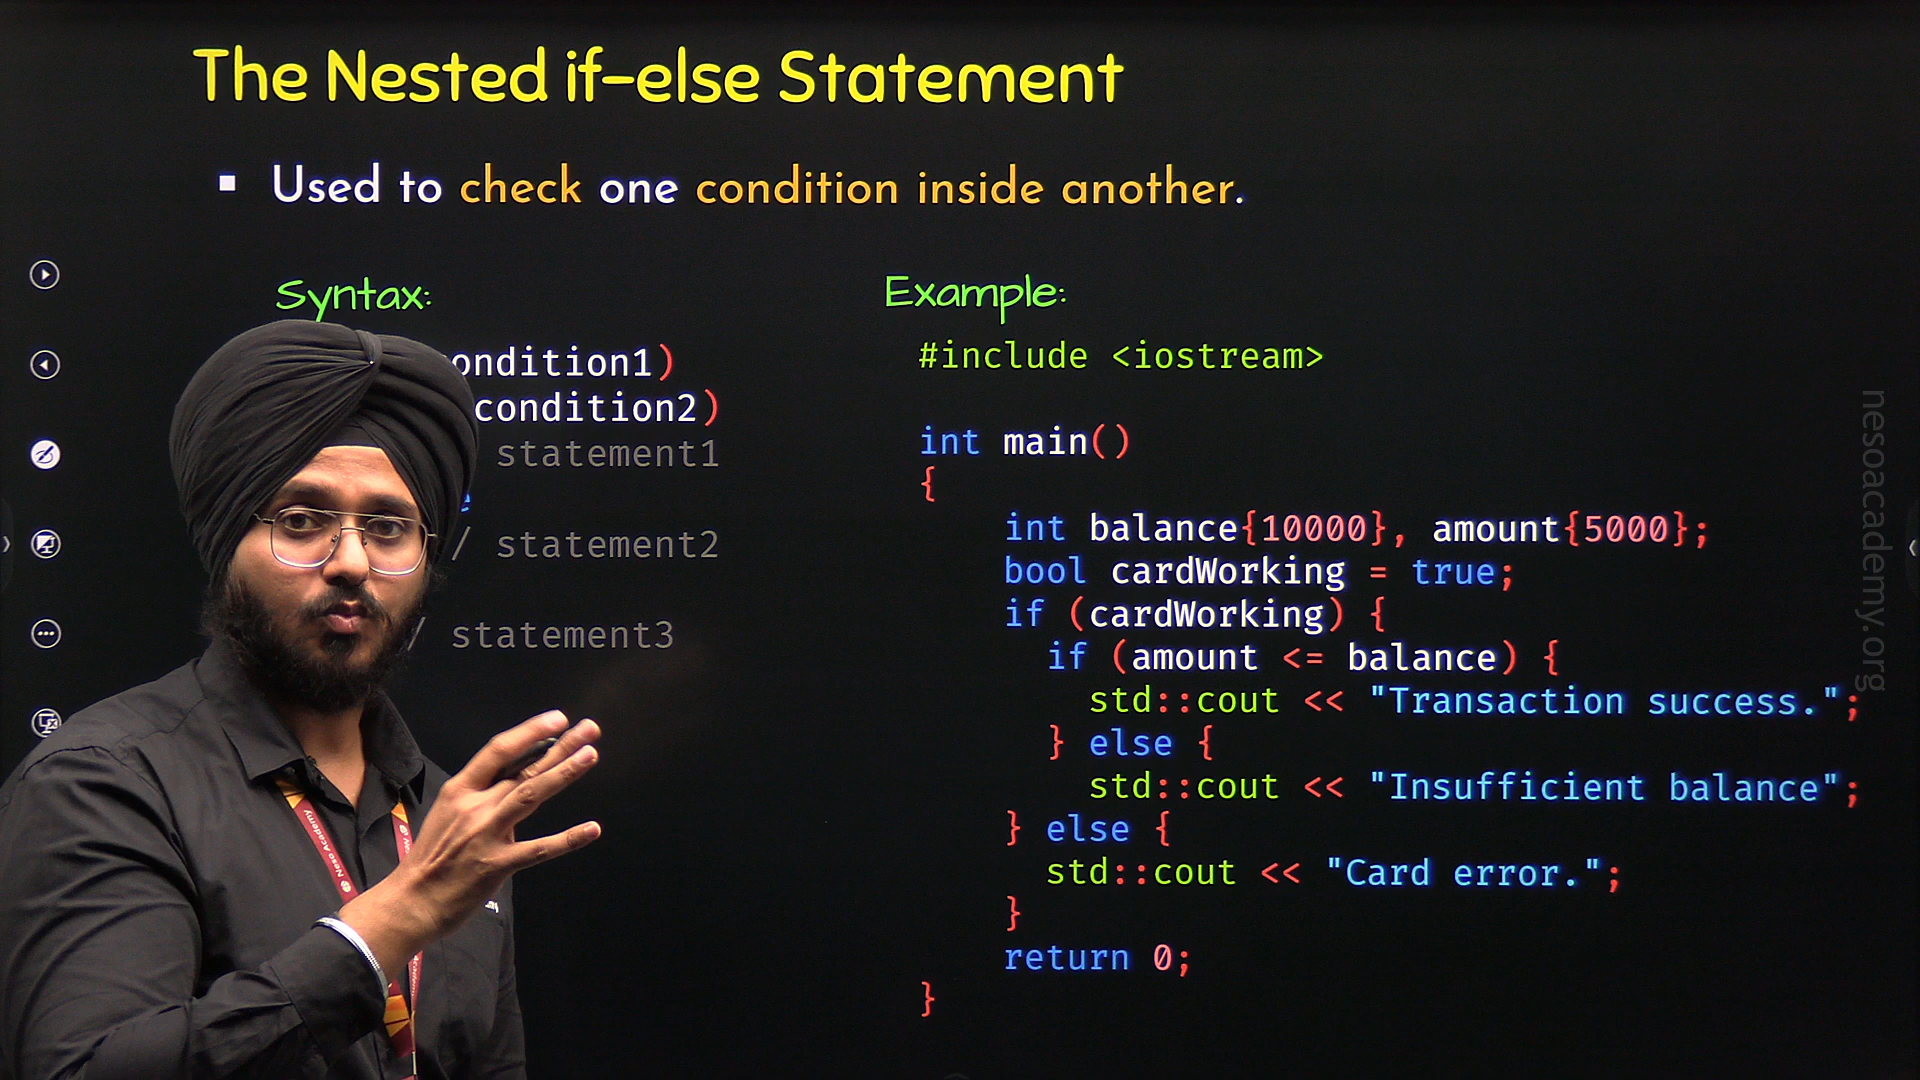 The Nested if-else Statement
▪ Used to check one condition inside another.
Syntax:
ondition1)
condition2)
statement1
e
/ statement2
/ statement3
Example:
#include <iostream>
int main()
{
int balance{10000}, amount{5000};
bool cardWorking = true;
if (cardWorking) {
if (amount <= balance) {
std::cout << "Transaction success.";
} else {
std::cout << "Insufficient balance";
} else {
std::cout << "Card error.";
}
return 0;
}
nesoacademy.org
Neso Academy